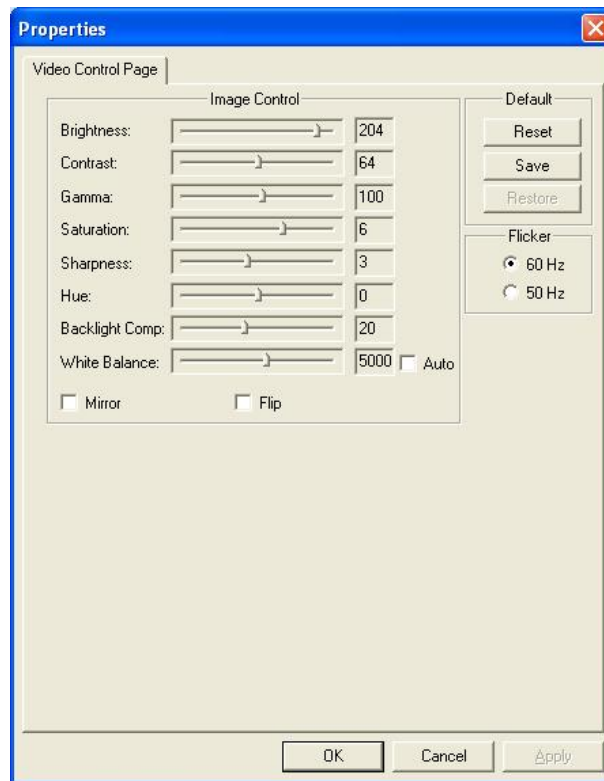 Properties
Video Control Page
Image Control
Brightness: 204
Contrast: 64
Gamma: 100
Saturation: 6
Sharpness: 3
Hue: 0
Backlight Comp: 20
White Balance: 5000 Auto
Mirror Flip
Default
Reset
Save
Restore
Flicker
60 Hz
50 Hz
OK Cancel Apply